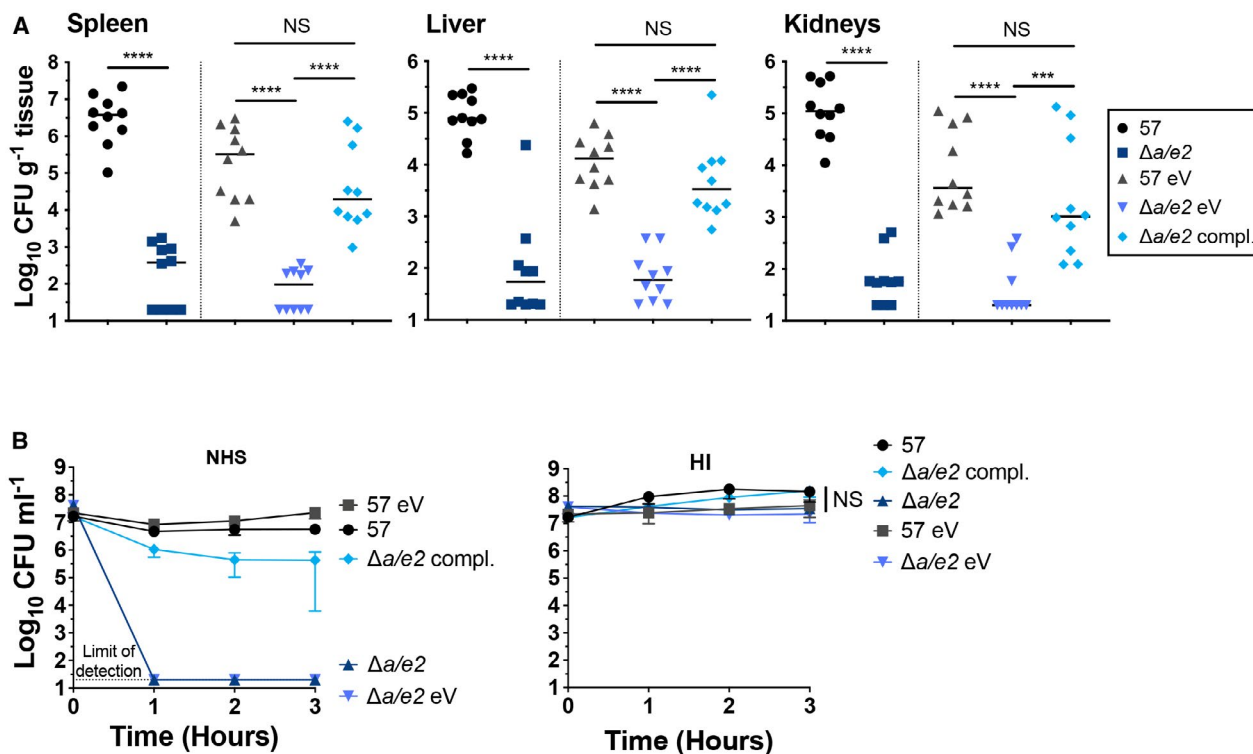 A
Spleen
Liver
Kidneys
NS
NS
NS
****
****
****
****
****
****
****
****
***
Log₁₀ CFU g⁻¹ tissue
8
7
6
5
4
3
2
1
6
5
4
3
2
1
6
5
4
3
2
1
57
Δa/e2
57 eV
Δa/e2 eV
Δa/e2 compl.
B
NHS
Log₁₀ CFU ml⁻¹
9
8
7
6
5
4
3
2
1
Limit of
detection
0
1
2
3
Time (Hours)
57 eV
57
Δa/e2 compl.
Δa/e2
Δa/e2 eV
HI
9
8
7
6
5
4
3
2
1
0
1
2
3
Time (Hours)
NS
57
Δa/e2 compl.
Δa/e2
57 eV
Δa/e2 eV